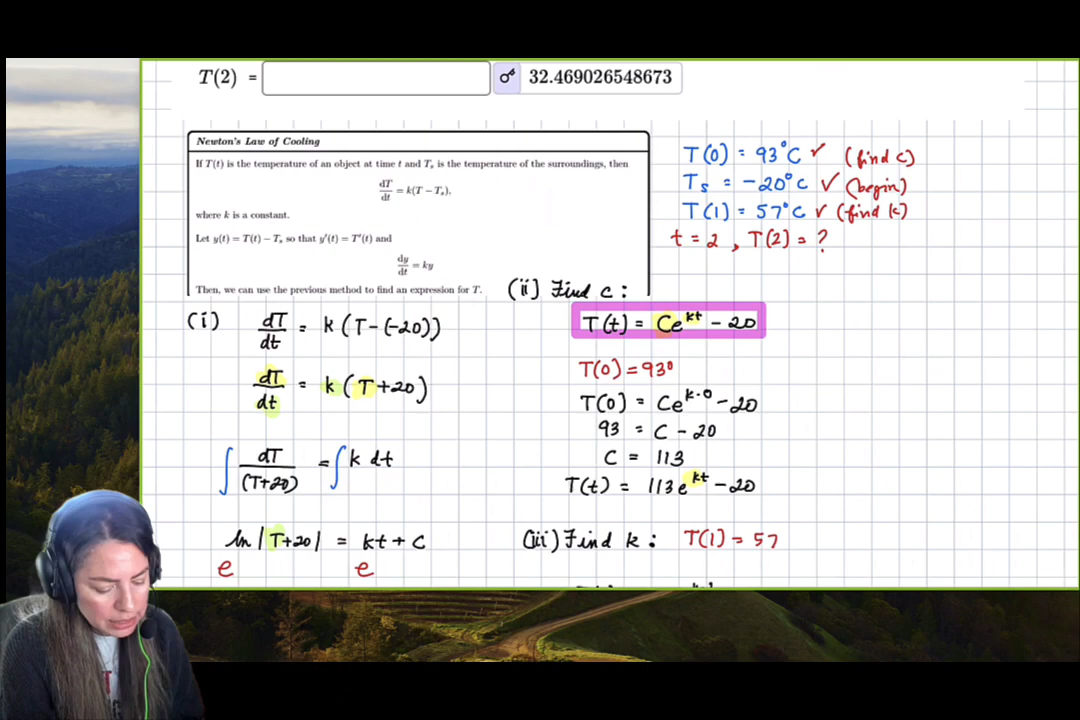 T(2) = 32.469026548673
Newton's Law of Cooling
If T(t) is the temperature of an object at time t and Tₛ is the temperature of the surroundings, then
dT/dt = k(T − Tₛ),
where k is a constant.
Let y(t) = T(t) − Tₛ so that y′(t) = T′(t) and
dy/dt = ky
Then, we can use the previous method to find an expression for T.
T(0) = 93°C ✓ (find c)
Tₛ = −20°C ✓ (begin)
T(1) = 57°C ✓ (find k)
t = 2, T(2) = ?
(i) dT/dt = k(T−(−20))
dT/dt = k(T+20)
∫ dT/(T+20) = ∫ k dt
ln|T+20| = kt + C
e e
(ii) Find c:
T(t) = Ce^kt − 20
T(0) = 93°
T(0) = Ce^k·0 − 20
93 = C − 20
C = 113
T(t) = 113e^kt − 20
(iii) Find k: T(1) = 57